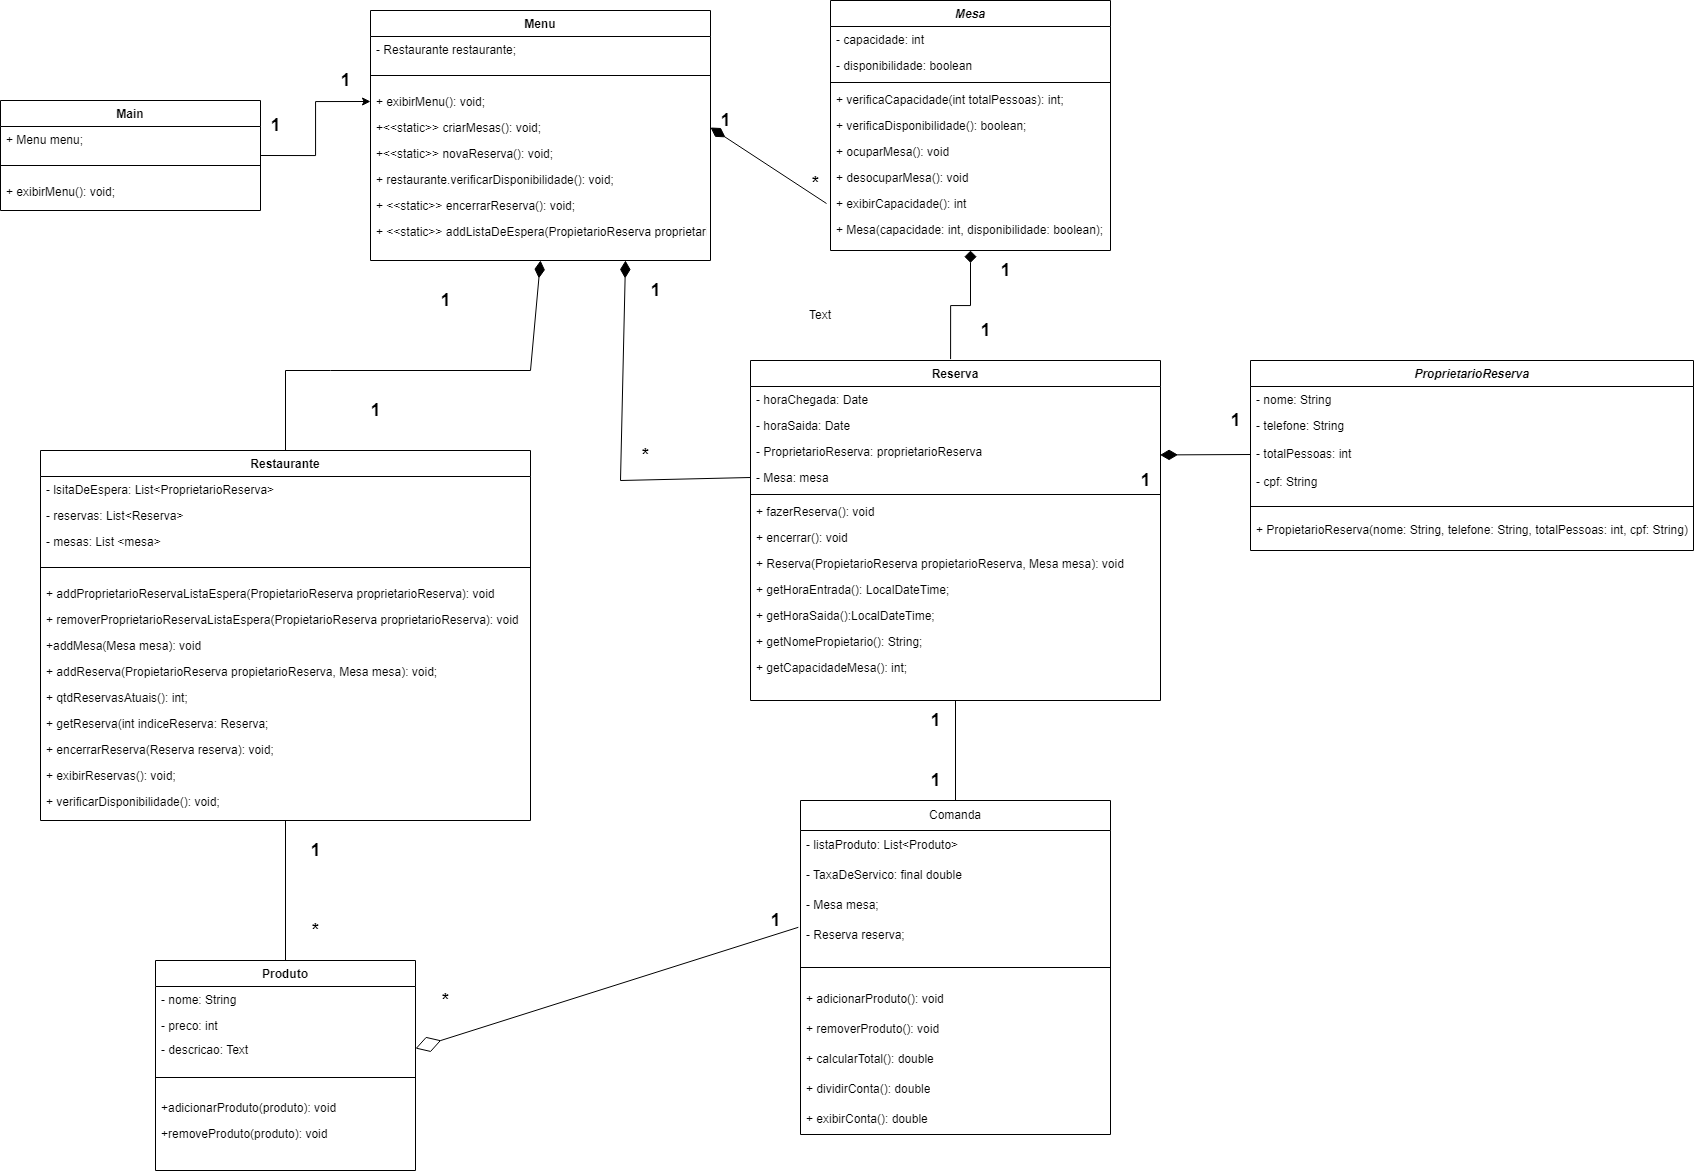 Main
+ Menu menu;
+ exibirMenu(): void;
1
1
Menu
- Restaurante restaurante;
+ exibirMenu(): void;
+<<static>> criarMesas(): void;
+<<static>> novaReserva(): void;
+ restaurante.verificarDisponibilidade(): void;
+ <<static>> encerrarReserva(): void;
+ <<static>> addListaDeEspera(PropietarioReserva proprietar
1
*
Mesa
- capacidade: int
- disponibilidade: boolean
+ verificaCapacidade(int totalPessoas): int;
+ verificaDisponibilidade(): boolean;
+ ocuparMesa(): void
+ desocuparMesa(): void
+ exibirCapacidade(): int
+ Mesa(capacidade: int, disponibilidade: boolean);
1
1
1
1
Text
1
*
Restaurante
- lsitaDeEspera: List<ProprietarioReserva>
- reservas: List<Reserva>
- mesas: List <mesa>
+ addProprietarioReservaListaEspera(PropietarioReserva proprietarioReserva): void
+ removerProprietarioReservaListaEspera(PropietarioReserva proprietarioReserva): void
+addMesa(Mesa mesa): void
+ addReserva(PropietarioReserva propietarioReserva, Mesa mesa): void;
+ qtdReservasAtuais(): int;
+ getReserva(int indiceReserva: Reserva;
+ encerrarReserva(Reserva reserva): void;
+ exibirReservas(): void;
+ verificarDisponibilidade(): void;
Reserva
- horaChegada: Date
- horaSaida: Date
- ProprietarioReserva: proprietarioReserva
- Mesa: mesa
+ fazerReserva(): void
+ encerrar(): void
+ Reserva(PropietarioReserva propietarioReserva, Mesa mesa): void
+ getHoraEntrada(): LocalDateTime;
+ getHoraSaida():LocalDateTime;
+ getNomePropietario(): String;
+ getCapacidadeMesa(): int;
1
1
ProprietarioReserva
- nome: String
- telefone: String
- totalPessoas: int
- cpf: String
+ PropietarioReserva(nome: String, telefone: String, totalPessoas: int, cpf: String)
1
1
1
*
Produto
- nome: String
- preco: int
- descricao: Text
+adicionarProduto(produto): void
+removeProduto(produto): void
*
1
Comanda
- listaProduto: List<Produto>
- TaxaDeServico: final double
- Mesa mesa;
- Reserva reserva;
+ adicionarProduto(): void
+ removerProduto(): void
+ calcularTotal(): double
+ dividirConta(): double
+ exibirConta(): double